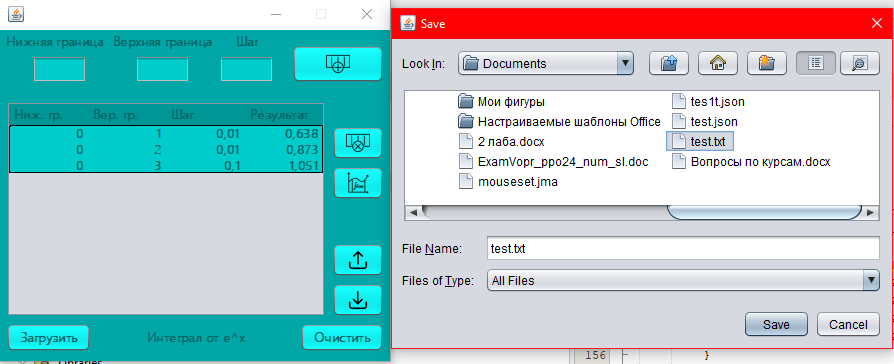 Нижняя граница Верхняя граница Шаг
Ниж. гр. Вер. гр. Шаг Результат
0 1 0,01 0,638
0 2 0,01 0,873
0 3 0,1 1,051
Загрузить Интеграл от e^x Очистить
Libraries
Save
Look In: Documents
Мои фигуры
Настраиваемые шаблоны Office
2 лаба.docx
ExamVopr_ppo24_num_sl.doc
mouseset.jma
tes1t.json
test.json
test.txt
Вопросы по курсам.docx
File Name: test.txt
Files of Type: All Files
Save Cancel
156 }